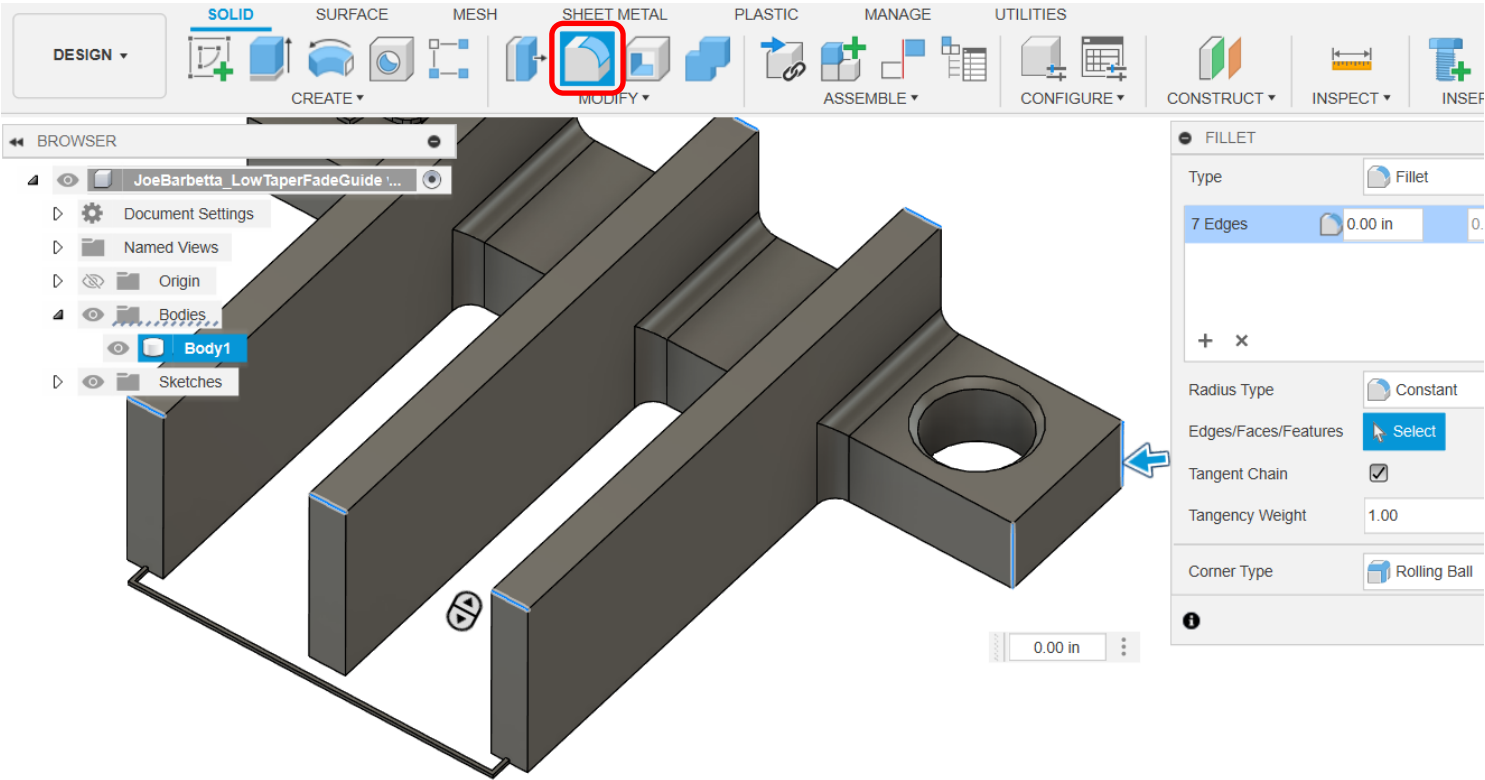 SOLID SURFACE MESH SHEET METAL PLASTIC MANAGE UTILITIES
DESIGN ▾
CREATE ▾ MODIFY ▾ ASSEMBLE ▾ CONFIGURE ▾ CONSTRUCT ▾ INSPECT ▾ INSER
BROWSER
JoeBarbetta_LowTaperFadeGuide ...
Document Settings
Named Views
Origin
Bodies
Body1
Sketches
FILLET
Type Fillet
7 Edges 0.00 in 0.
Radius Type Constant
Edges/Faces/Features Select
Tangent Chain
Tangency Weight 1.00
Corner Type Rolling Ball
0.00 in